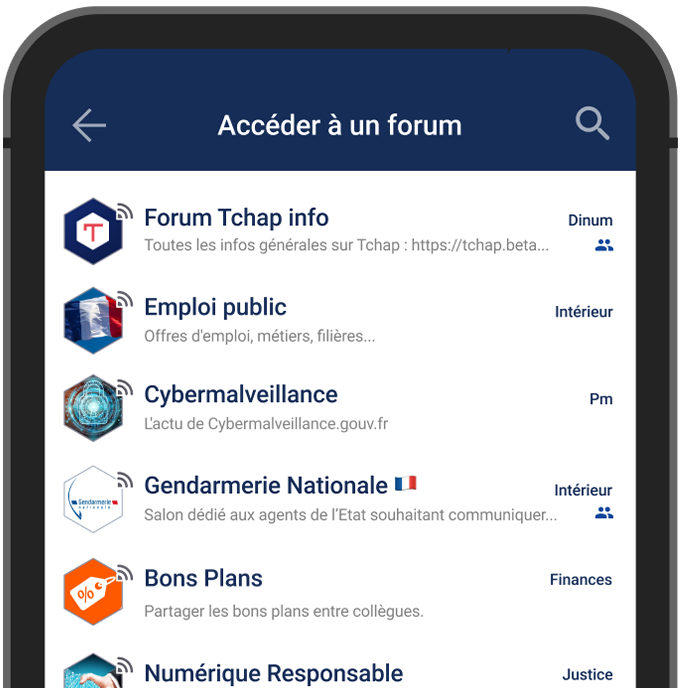 Accéder à un forum
T
Forum Tchap info
Dinum
Toutes les infos générales sur Tchap : https://tchap.beta...
Emploi public
Intérieur
Offres d'emploi, métiers, filières...
Cybermalveillance
Pm
L'actu de Cybermalveillance.gouv.fr
Gendarmerie Nationale
Intérieur
Gendarmerie
nationale
Salon dédié aux agents de l'Etat souhaitant communiquer...
Bons Plans
Finances
%
Partager les bons plans entre collègues.
Numérique Responsable
Justice